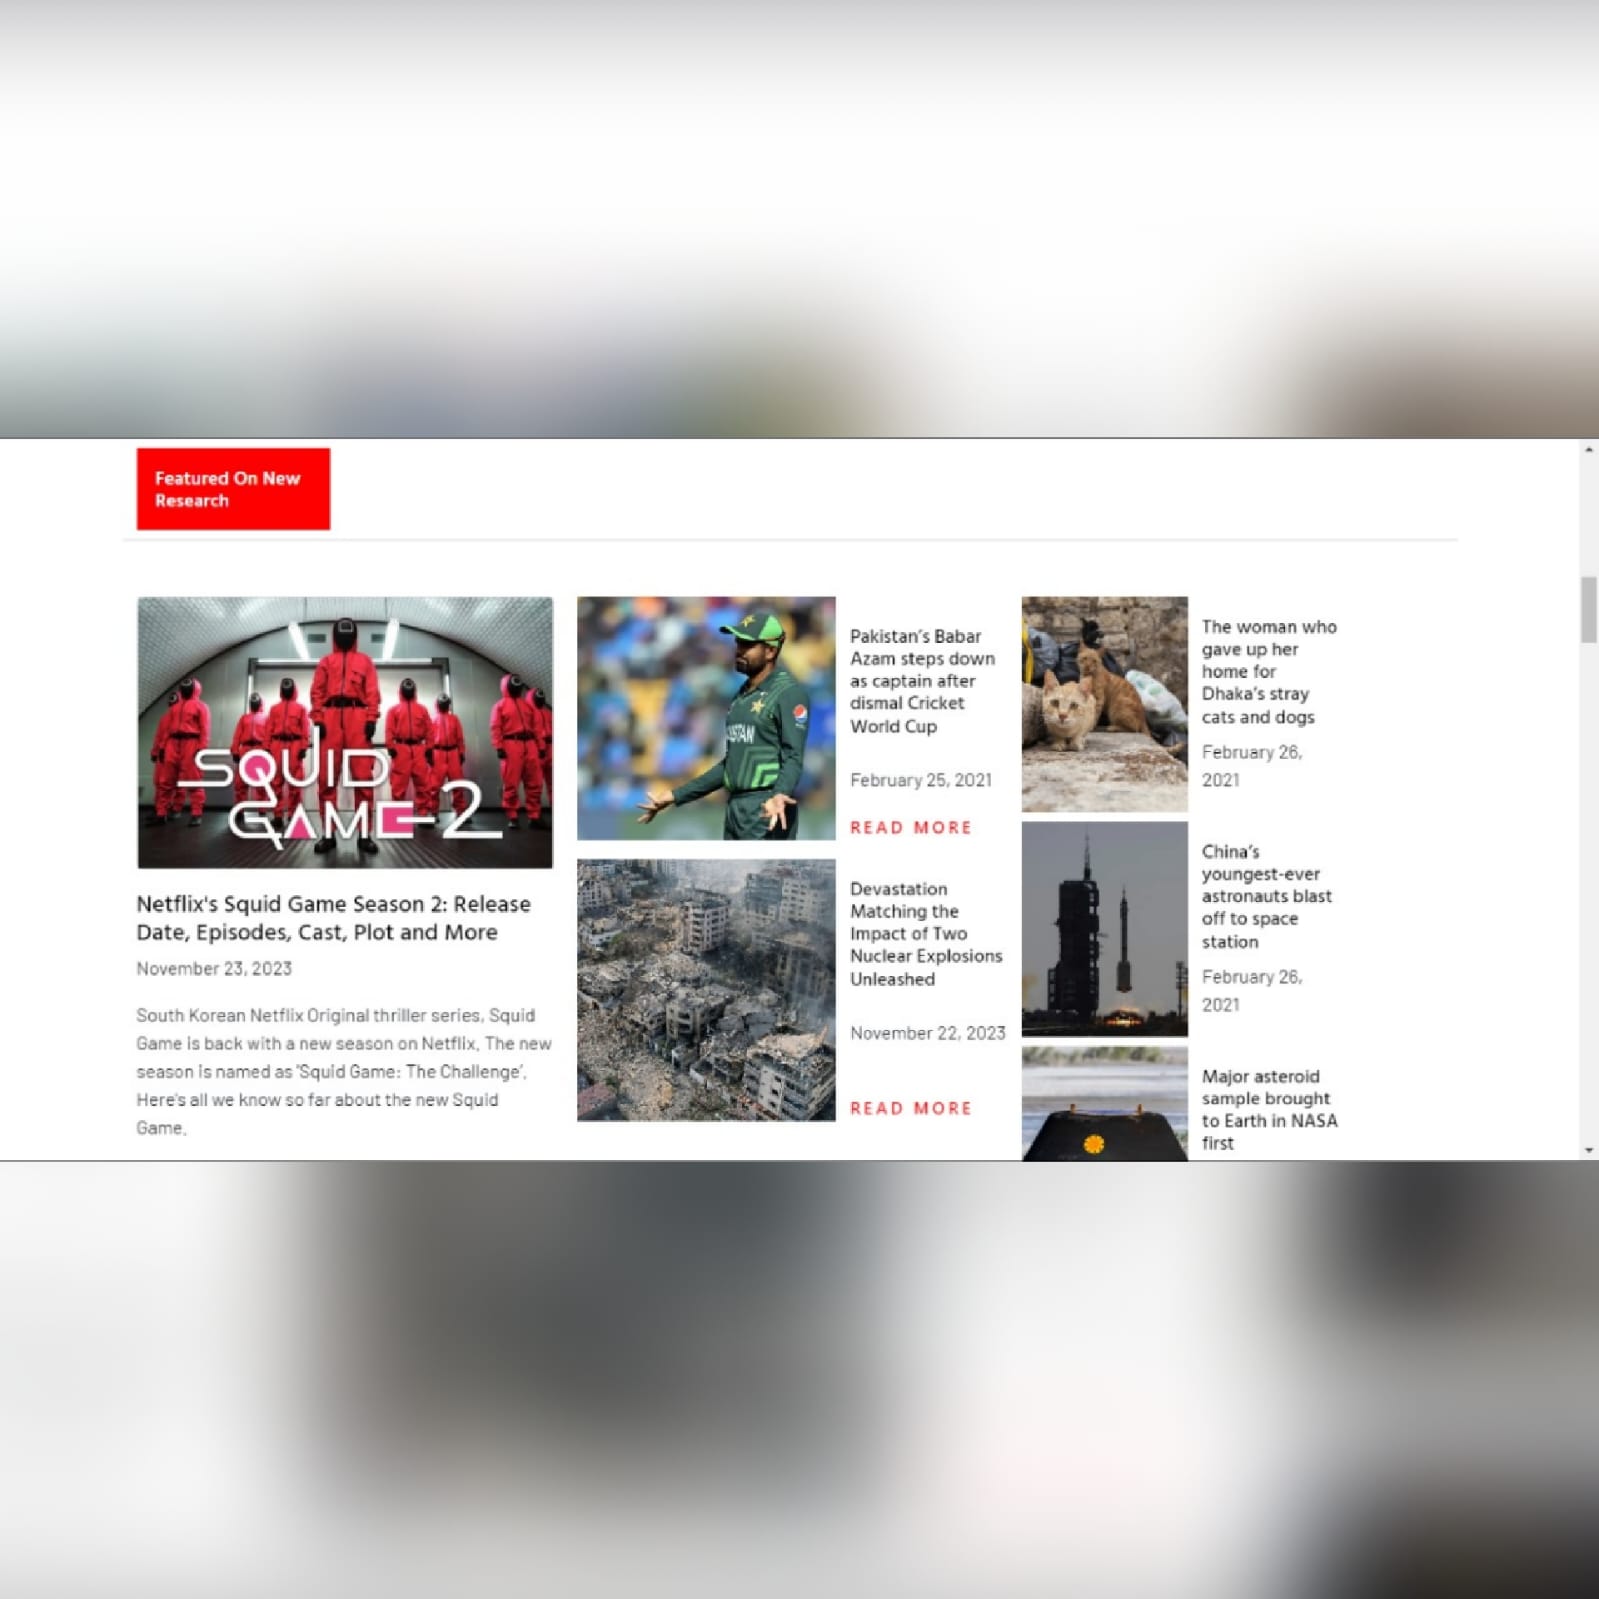 Featured On New
Research
SQUID
GAME 2
Netflix's Squid Game Season 2: Release
Date, Episodes, Cast, Plot and More
November 23, 2023
South Korean Netflix Original thriller series, Squid
Game is back with a new season on Netflix. The new
season is named as 'Squid Game: The Challenge'.
Here's all we know so far about the new Squid
Game.
Pakistan's Babar
Azam steps down
as captain after
dismal Cricket
World Cup
February 25, 2021
READ MORE
Devastation
Matching the
Impact of Two
Nuclear Explosions
Unleashed
November 22, 2023
READ MORE
The woman who
gave up her
home for
Dhaka's stray
cats and dogs
February 26,
2021
China's
youngest-ever
astronauts blast
off to space
station
February 26,
2021
Major asteroid
sample brought
to Earth in NASA
first